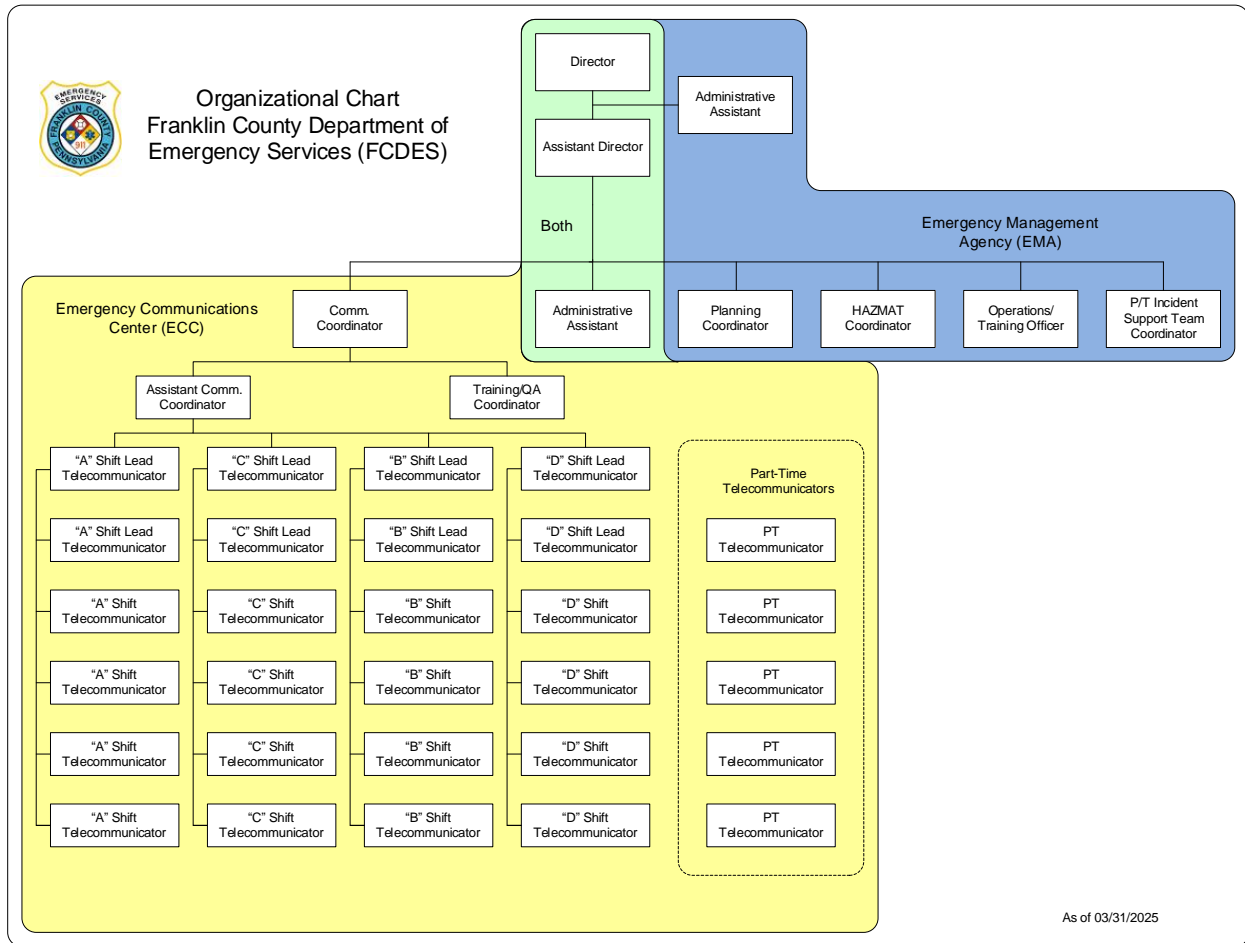 EMERGENCY
SERVICES
FRANKLIN COUNTY
911
PENNSYLVANIA
Organizational Chart
Franklin County Department of
Emergency Services (FCDES)
Director
Administrative
Assistant
Assistant Director
Both
Emergency Management
Agency (EMA)
Emergency Communications
Center (ECC)
Comm.
Coordinator
Administrative
Assistant
Planning
Coordinator
HAZMAT
Coordinator
Operations/
Training Officer
P/T Incident
Support Team
Coordinator
Assistant Comm.
Coordinator
Training/QA
Coordinator
“A” Shift Lead
Telecommunicator
“C” Shift Lead
Telecommunicator
“B” Shift Lead
Telecommunicator
“D” Shift Lead
Telecommunicator
Part-Time
Telecommunicators
“A” Shift Lead
Telecommunicator
“C” Shift Lead
Telecommunicator
“B” Shift Lead
Telecommunicator
“D” Shift Lead
Telecommunicator
PT
Telecommunicator
“A” Shift
Telecommunicator
“C” Shift
Telecommunicator
“B” Shift
Telecommunicator
“D” Shift
Telecommunicator
PT
Telecommunicator
“A” Shift
Telecommunicator
“C” Shift
Telecommunicator
“B” Shift
Telecommunicator
“D” Shift
Telecommunicator
PT
Telecommunicator
“A” Shift
Telecommunicator
“C” Shift
Telecommunicator
“B” Shift
Telecommunicator
“D” Shift
Telecommunicator
PT
Telecommunicator
“A” Shift
Telecommunicator
“C” Shift
Telecommunicator
“B” Shift
Telecommunicator
“D” Shift
Telecommunicator
PT
Telecommunicator
As of 03/31/2025